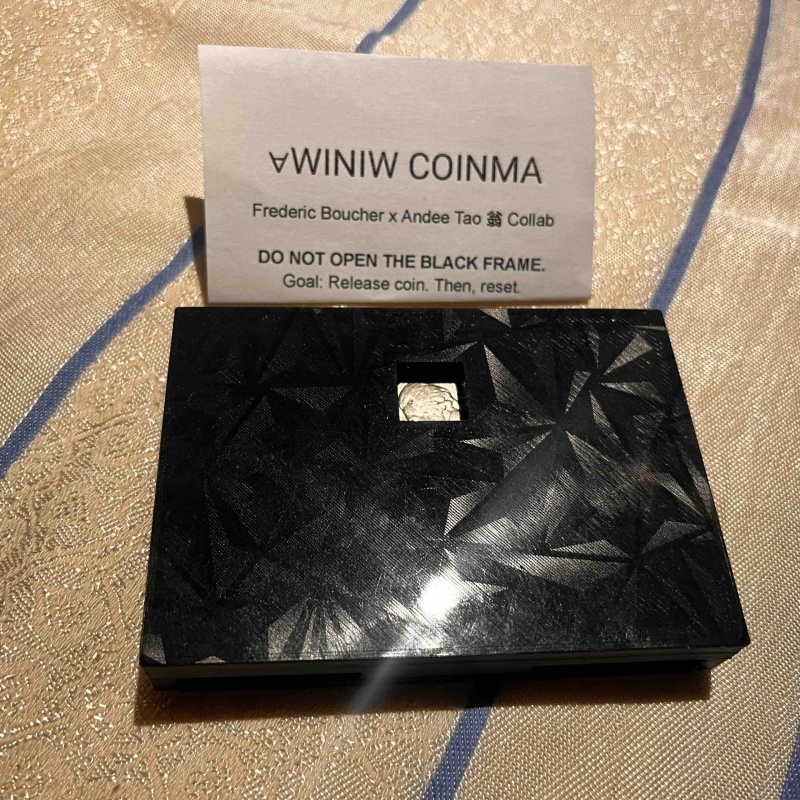 ∀WINIW COINMA
Frederic Boucher x Andee Tao 翁 Collab
DO NOT OPEN THE BLACK FRAME.
Goal: Release coin. Then, reset.